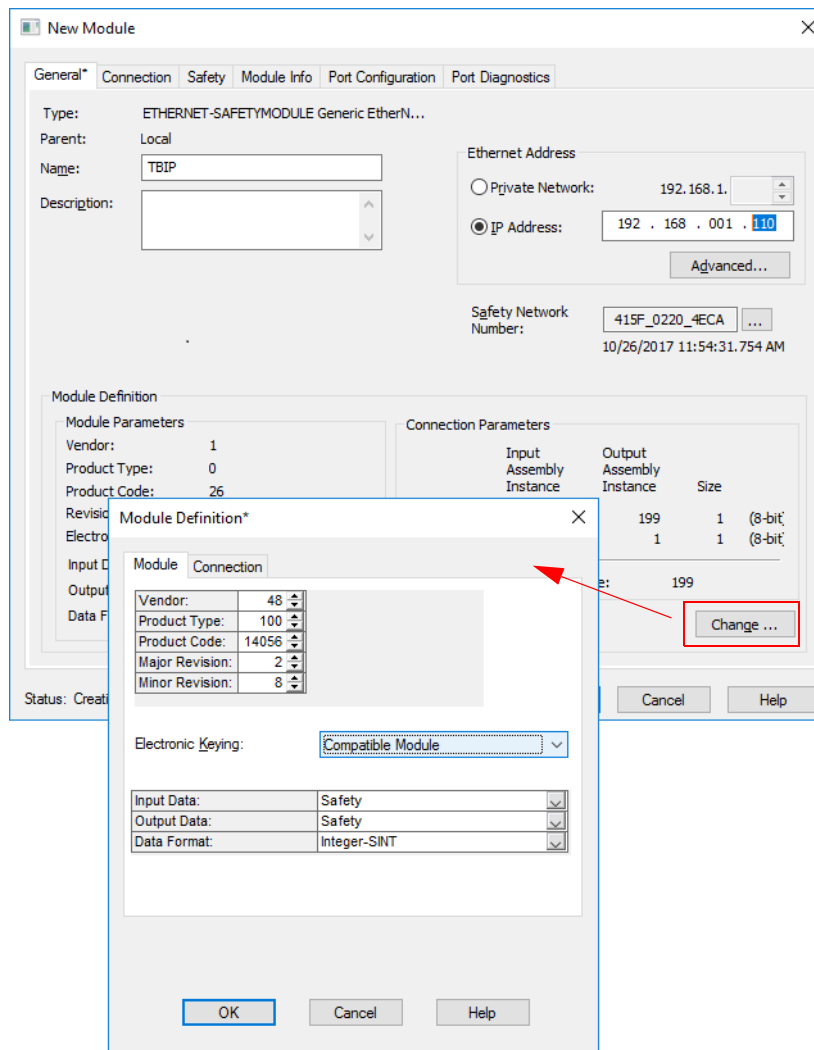 New Module
General* Connection Safety Module Info Port Configuration Port Diagnostics
Type: ETHERNET-SAFETYMODULE Generic EtherN...
Parent: Local
Name: TBIP
Description:
Ethernet Address
Private Network: 192.168.1.
IP Address: 192 . 168 . 001 . 110
Advanced...
Safety Network
Number:
415F_0220_4ECA ...
10/26/2017 11:54:31.754 AM
Module Definition
Module Parameters
Vendor: 1
Product Type: 0
Product Code: 26
Connection Parameters
Input
Assembly
Instance
Output
Assembly
Instance
Size
199 1 (8-bit)
1 1 (8-bit)
199
Change ...
Cancel Help
Module Definition*
Module Connection
Vendor: 48
Product Type: 100
Product Code: 14056
Major Revision: 2
Minor Revision: 8
Electronic Keying: Compatible Module
Input Data: Safety
Output Data: Safety
Data Format: Integer-SINT
OK Cancel Help